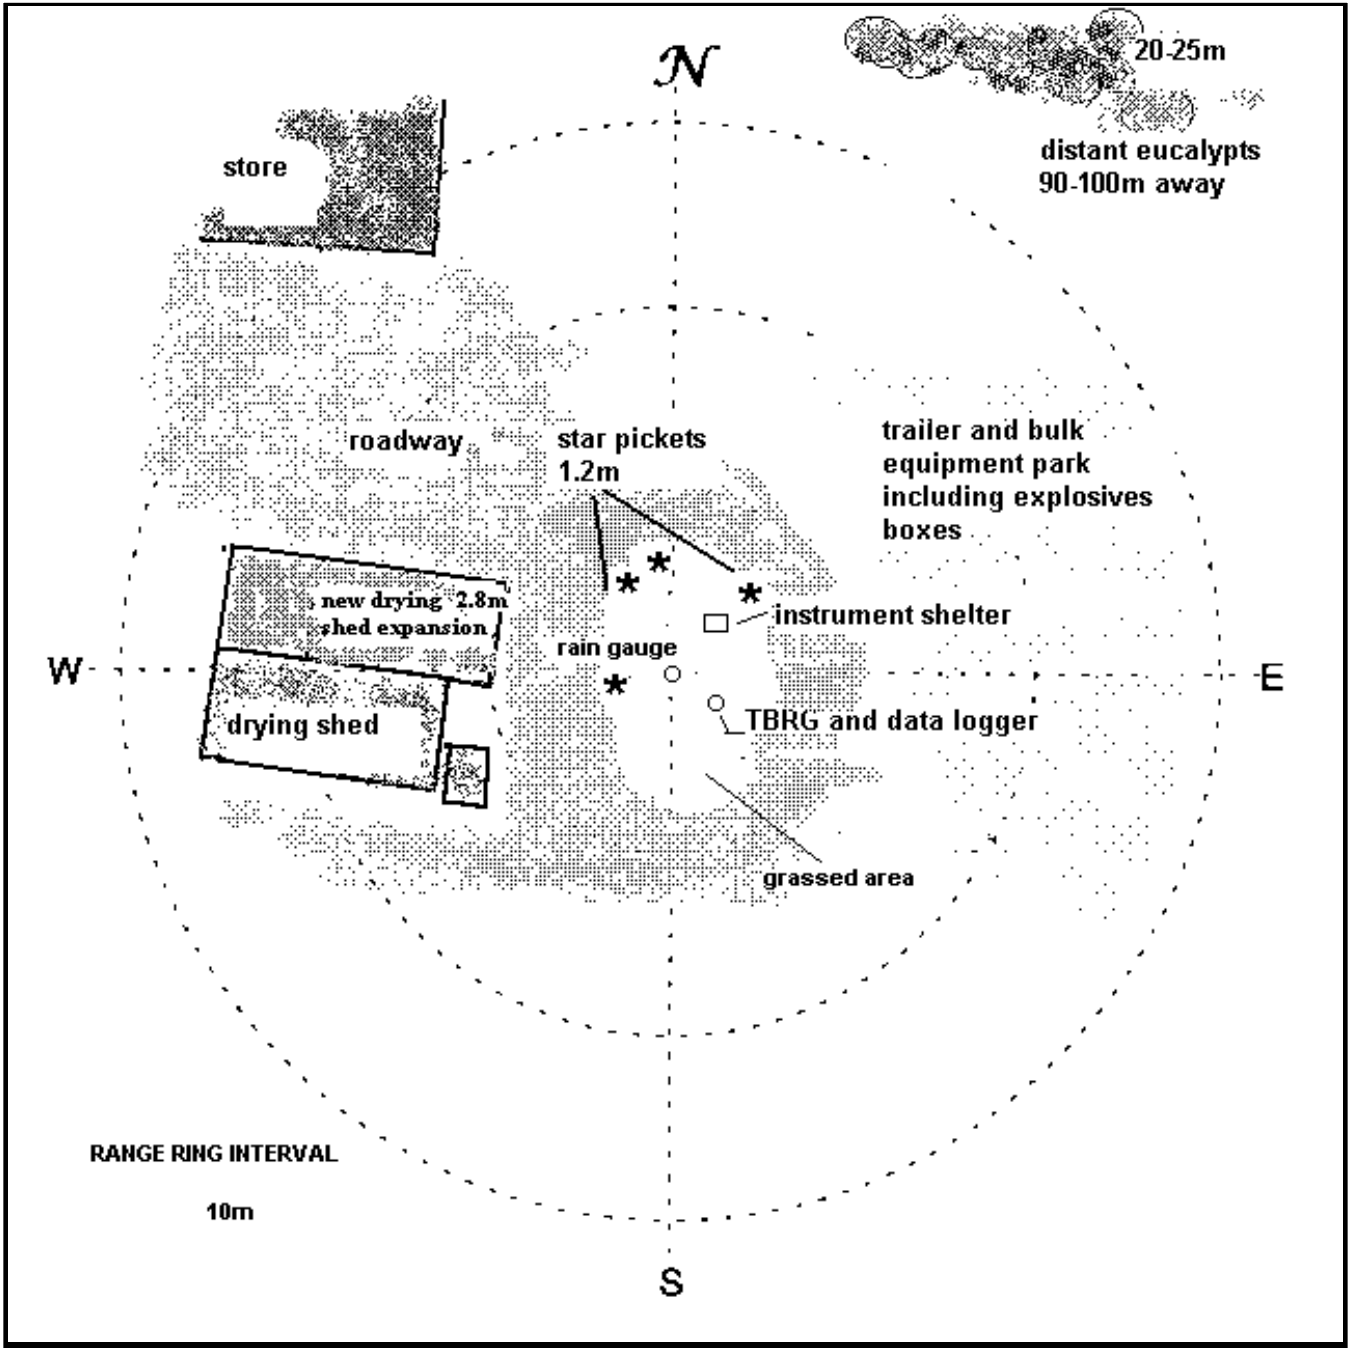 N
20-25m
distant eucalypts
90-100m away
store
roadway
star pickets
1.2m
trailer and bulk
equipment park
including explosives
boxes
new drying 2.8m
shed expansion
instrument shelter
rain gauge
W
E
drying shed
TBRG and data logger
grassed area
RANGE RING INTERVAL
10m
S